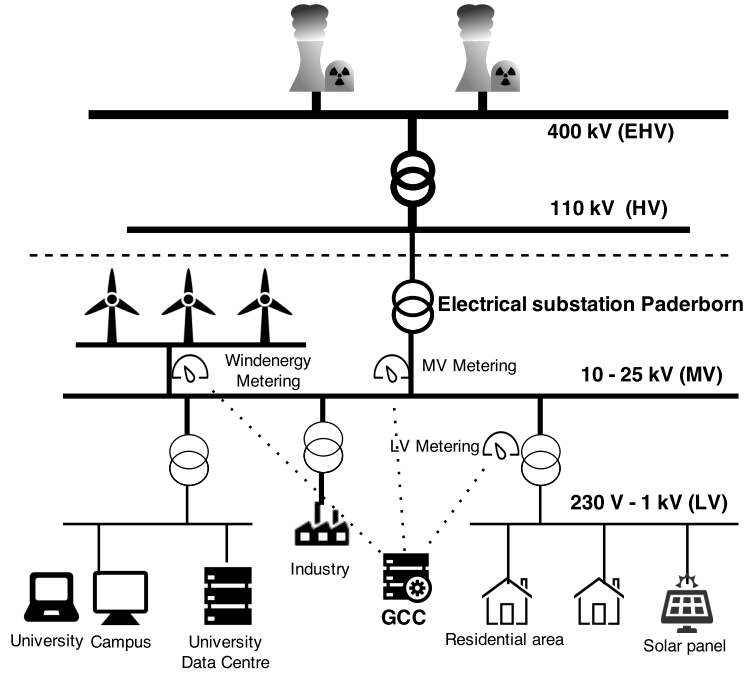 400 kV (EHV)
110 kV (HV)
Electrical substation Paderborn
Windenergy
Metering
MV Metering
10 - 25 kV (MV)
LV Metering
230 V - 1 kV (LV)
Industry
GCC
University
Campus
University
Data Centre
Residential area
Solar panel